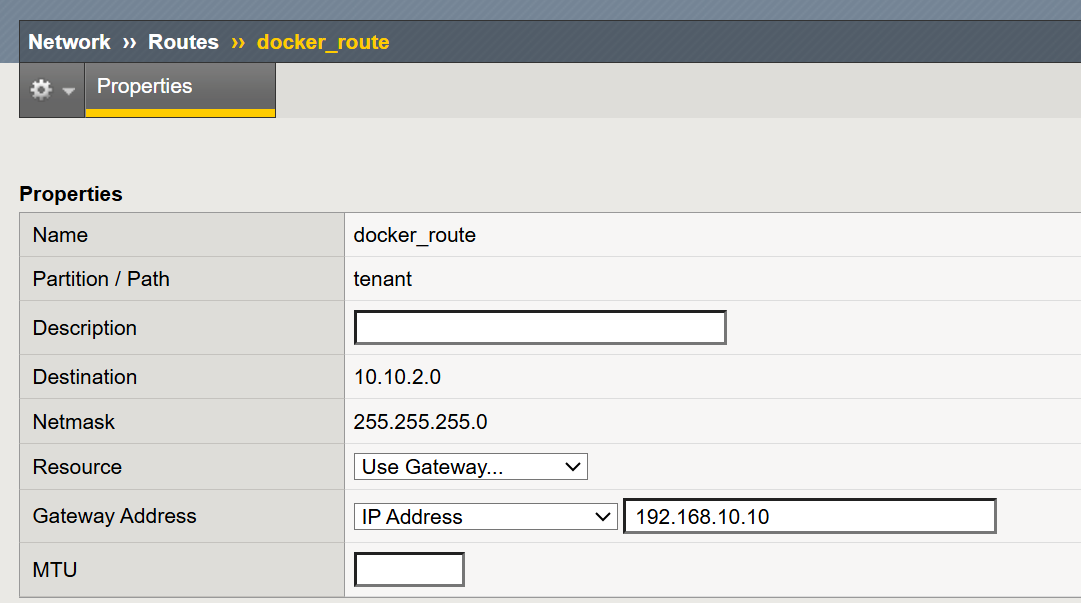 Network ›› Routes ›› docker_route
Properties
Properties
Name docker_route
Partition / Path tenant
Description
Destination 10.10.2.0
Netmask 255.255.255.0
Resource Use Gateway...
Gateway Address IP Address 192.168.10.10
MTU